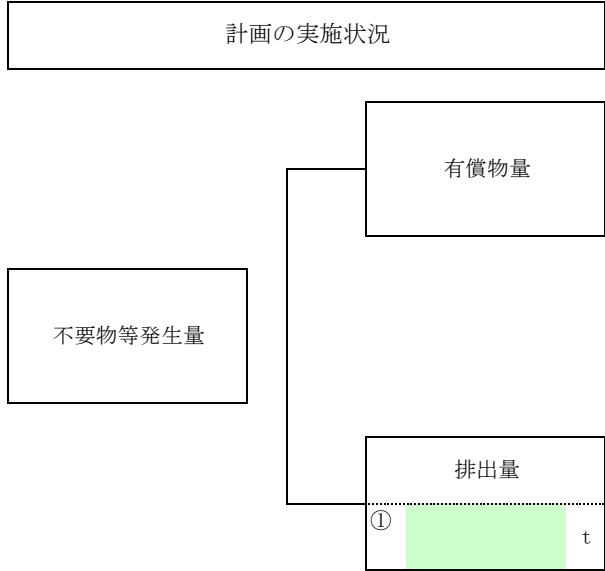 計画の実施状況
有償物量
不要物等発生量
排出量
① t